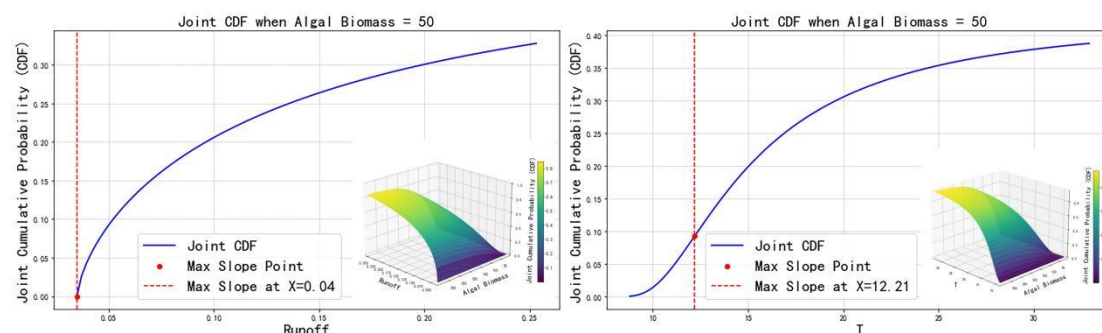 Joint CDF when Algal Biomass = 50
Joint Cumulative Probability (CDF)
0.30
0.25
0.20
0.15
0.10
0.05
0.00
Joint CDF
Max Slope Point
Max Slope at X=0.04
0.05
0.10
0.15
0.20
0.25
Runoff
Runoff
Algal Biomass
Joint Cumulative Probability (CDF)
Joint CDF when Algal Biomass = 50
Joint Cumulative Probability (CDF)
0.40
0.35
0.30
0.25
0.20
0.15
0.10
0.05
0.00
Joint CDF
Max Slope Point
Max Slope at X=12.21
10
15
20
25
30
T
T
Algal Biomass
Joint Cumulative Probability (CDF)